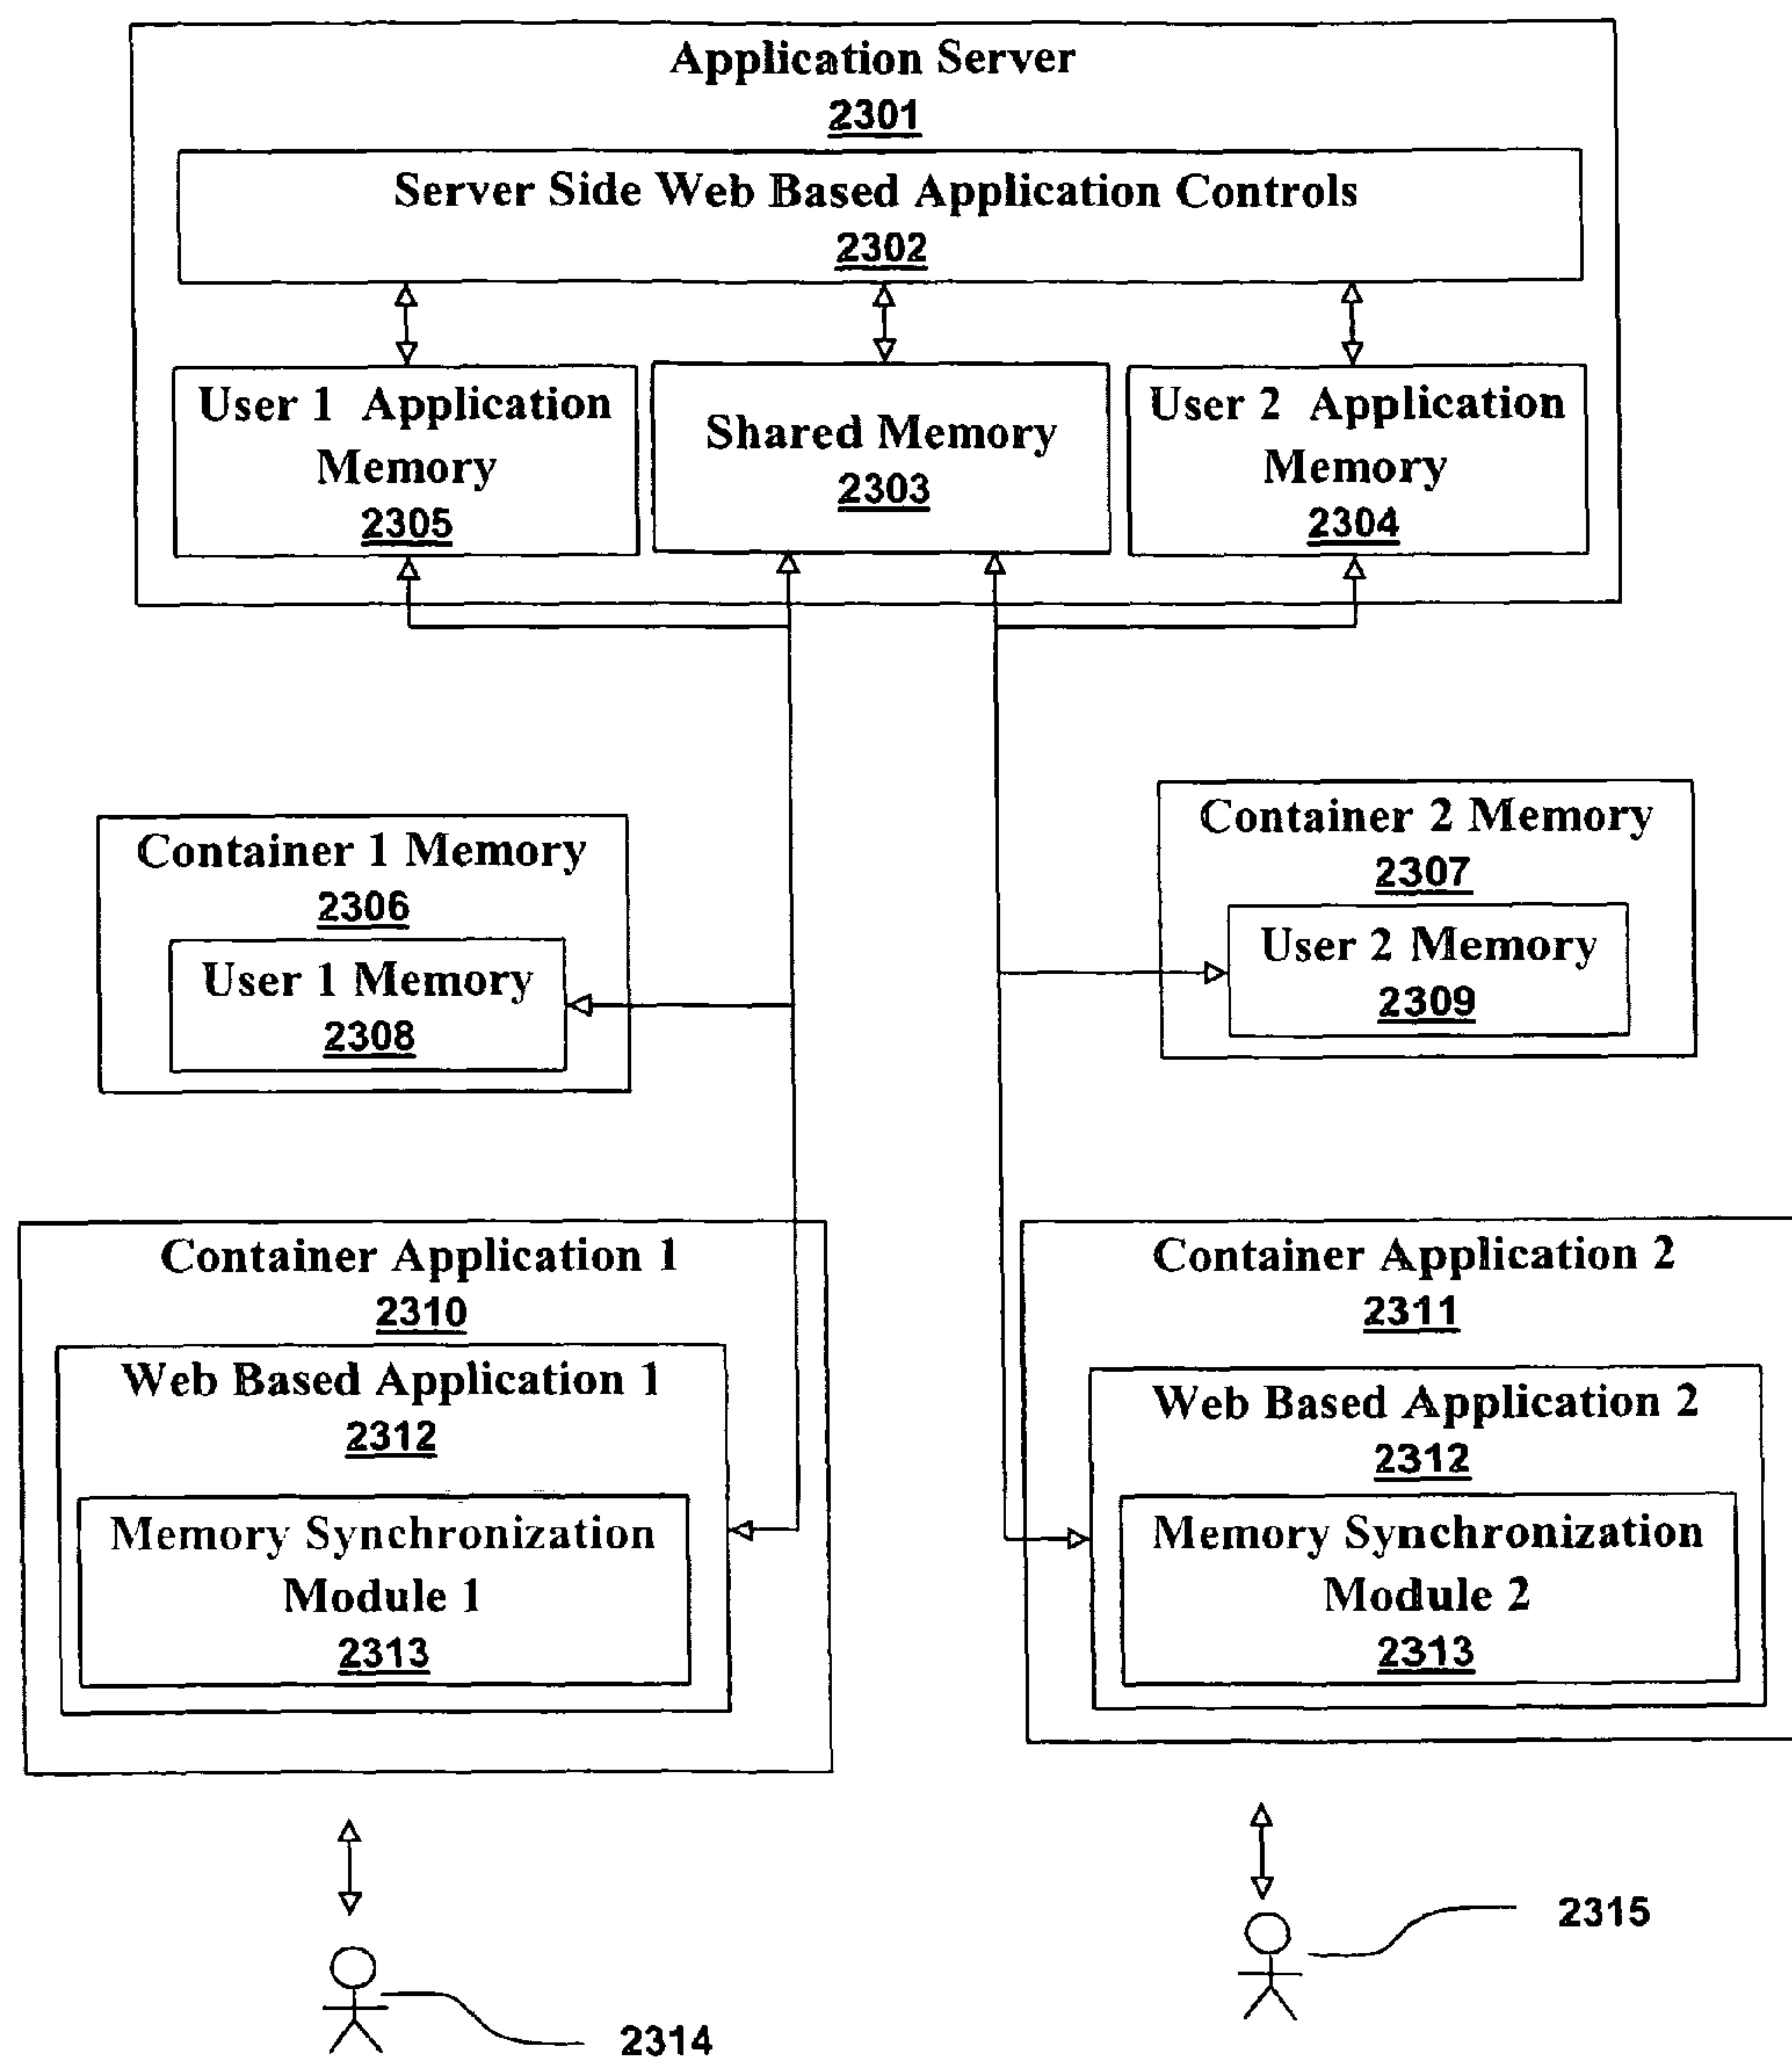 Application Server
2301
Server Side Web Based Application Controls
2302
User 1 Application
Memory
2305
Shared Memory
2303
User 2 Application
Memory
2304
Container 1 Memory
2306
User 1 Memory
2308
Container 2 Memory
2307
User 2 Memory
2309
Container Application 1
2310
Web Based Application 1
2312
Memory Synchronization
Module 1
2313
Container Application 2
2311
Web Based Application 2
2312
Memory Synchronization
Module 2
2313
2314
2315